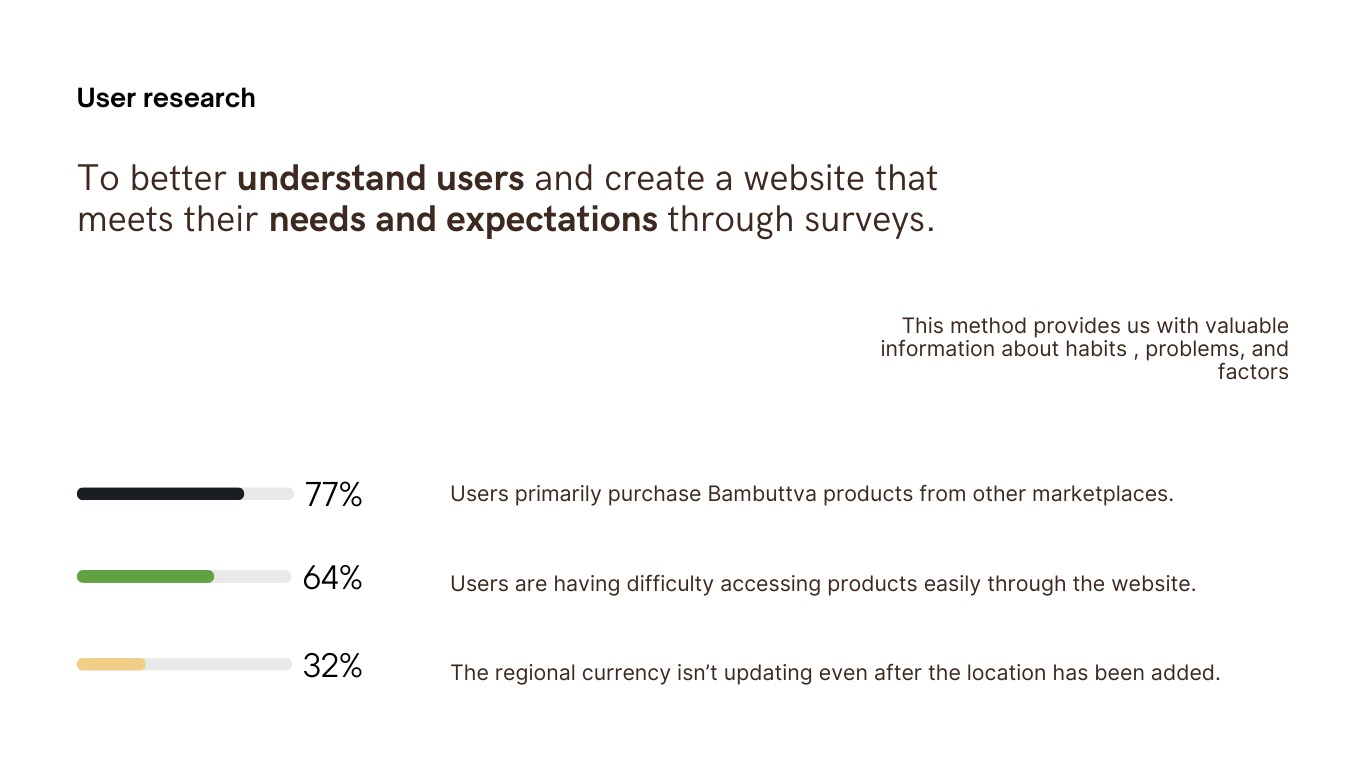 User research
To better understand users and create a website that
meets their needs and expectations through surveys.
This method provides us with valuable
information about habits , problems, and
factors
77%
Users primarily purchase Bambuttva products from other marketplaces.
64%
Users are having difficulty accessing products easily through the website.
32%
The regional currency isn’t updating even after the location has been added.